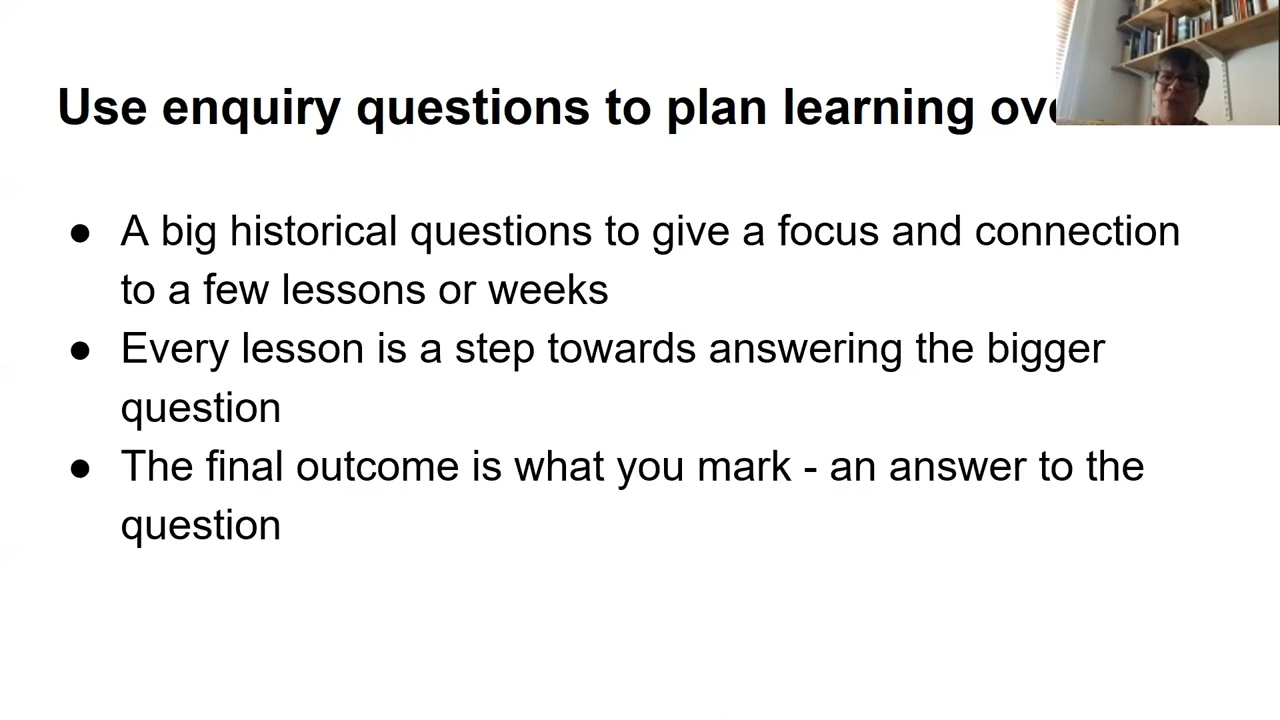 Use enquiry questions to plan learning
● A big historical questions to give a focus and connection
to a few lessons or weeks
● Every lesson is a step towards answering the bigger
question
● The final outcome is what you mark - an answer to the
question